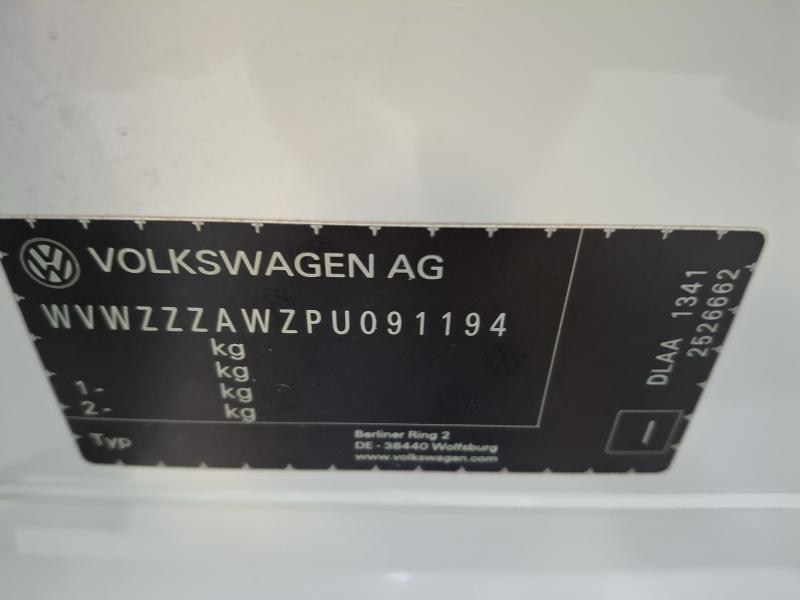 VOLKSWAGEN AG
WVWZZZAWZPU091194
kg
kg
1- kg
2- kg
Typ
Berliner Ring 2
DE - 38440 Wolfsburg
www.volkswagen.com
DLAA 1341
2526662
I